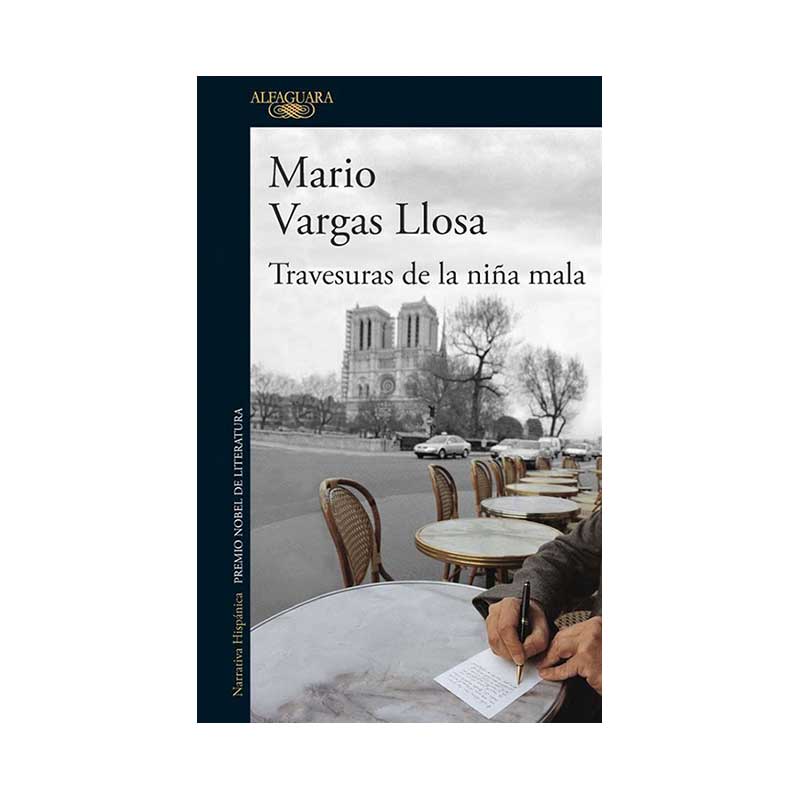 ALFAGUARA
Mario
Vargas Llosa
Travesuras de la niña mala
Narrativa Hispánica PREMIO NOBEL DE LITERATURA